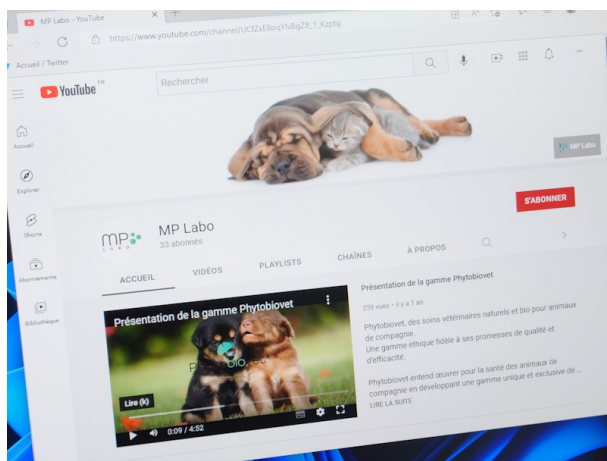 MP Labo - YouTube
https://www.youtube.com/channel/
Accueil / Twitter
YouTube FR
Rechercher
Accueil
Explorer
Shorts
Abonnements
Bibliothèque
MP Labo
MP LABO
MP Labo
33 abonnés
S'ABONNER
ACCUEIL VIDÉOS PLAYLISTS CHAÎNES À PROPOS
Présentation de la gamme Phytobiovet
Lire (k)
0:09 / 4:52
Présentation de la gamme Phytobiovet
259 vues • il y a 1 an
Phytobiovet, des soins vétérinaires naturels et bio pour animaux
de compagnie.
Une gamme éthique fidèle à ses promesses de qualité et
d'efficacité.
Phytobiovet entend œuvrer pour la santé des animaux de
compagnie en développant une gamme unique et exclusive de ...
LIRE LA SUITE